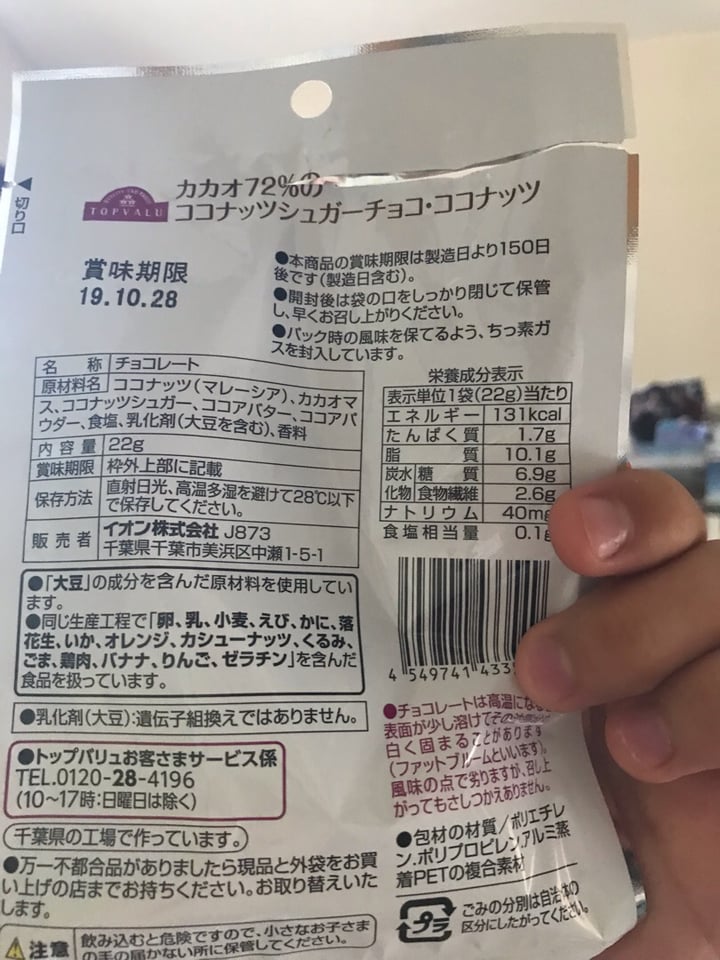 切り口
QUALITY AND BASIC
TOPVALU
カカオ72%の
ココナッツシュガーチョコ・ココナッツ
賞味期限
19.10.28
●本商品の賞味期限は製造日より150日
後です(製造日含む)。
●開封後は袋の口をしっかり閉じて保管
し、早くお召し上がりください。
●パック時の風味を保てるよう、ちっ素ガ
スを封入しています。
名 称 チョコレート
原材料名 ココナッツ(マレーシア)、カカオマ
ス、ココナッツシュガー、ココアバター、ココアパ
ウダー、食塩、乳化剤(大豆を含む)、香料
内容量 22g
賞味期限 枠外上部に記載
保存方法 直射日光、高温多湿を避けて28℃以下
で保存してください。
販売者 イオン株式会社 J873
千葉県千葉市美浜区中瀬1-5-1
栄養成分表示
表示単位1袋(22g)当たり
エネルギー 131kcal
たんぱく質 1.7g
脂質 10.1g
炭水化物 糖質 6.9g
食物繊維 2.6g
ナトリウム 40mg
食塩相当量 0.1g
●「大豆」の成分を含んだ原材料を使用してい
ます。
●同じ生産工程で「卵、乳、小麦、えび、かに、落
花生、いか、オレンジ、カシューナッツ、くるみ、
ごま、鶏肉、バナナ、りんご、ゼラチン」を含んだ
食品を扱っています。
●乳化剤(大豆):遺伝子組換えではありません。
●トップバリュお客さまサービス係
TEL.0120-28-4196
(10〜17時:日曜日は除く)
千葉県の工場で作っています。
●万一不都合品がありましたら現品と外袋をお買
い上げの店までお持ちください。お取り替えいた
します。
注意 飲み込むと危険ですので、小さなお子さま
の手の届かない所に保管してください。
4 549741 433
●チョコレートは高温になると
表面が少し溶けてその
白く固まることがあります
(ファットブルームといいます)。
風味の点で劣りますが、召し上
がってもさしつかえありません。
●包材の材質/ポリエチレ
ン、ポリプロピレン、アルミ蒸
着PETの複合素材
プラ
ごみの分別は自治体の
区分にしたがってください。